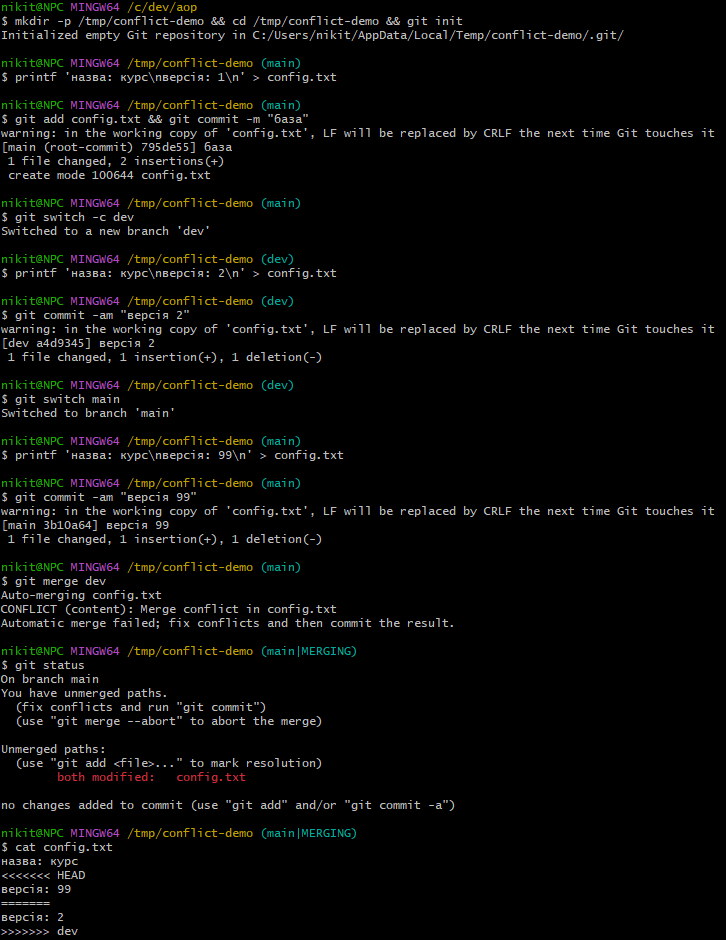 nikit@NPC MINGW64 /c/dev/aop
$ mkdir -p /tmp/conflict-demo && cd /tmp/conflict-demo && git init
Initialized empty Git repository in C:/Users/nikit/AppData/Local/Temp/conflict-demo/.git/

nikit@NPC MINGW64 /tmp/conflict-demo (main)
$ printf 'назва: курс\nверсія: 1\n' > config.txt

nikit@NPC MINGW64 /tmp/conflict-demo (main)
$ git add config.txt && git commit -m "база"
warning: in the working copy of 'config.txt', LF will be replaced by CRLF the next time Git touches it
[main (root-commit) 795de55] база
 1 file changed, 2 insertions(+)
 create mode 100644 config.txt

nikit@NPC MINGW64 /tmp/conflict-demo (main)
$ git switch -c dev
Switched to a new branch 'dev'

nikit@NPC MINGW64 /tmp/conflict-demo (dev)
$ printf 'назва: курс\nверсія: 2\n' > config.txt

nikit@NPC MINGW64 /tmp/conflict-demo (dev)
$ git commit -am "версія 2"
warning: in the working copy of 'config.txt', LF will be replaced by CRLF the next time Git touches it
[dev a4d9345] версія 2
 1 file changed, 1 insertion(+), 1 deletion(-)

nikit@NPC MINGW64 /tmp/conflict-demo (dev)
$ git switch main
Switched to branch 'main'

nikit@NPC MINGW64 /tmp/conflict-demo (main)
$ printf 'назва: курс\nверсія: 99\n' > config.txt

nikit@NPC MINGW64 /tmp/conflict-demo (main)
$ git commit -am "версія 99"
warning: in the working copy of 'config.txt', LF will be replaced by CRLF the next time Git touches it
[main 3b10a64] версія 99
 1 file changed, 1 insertion(+), 1 deletion(-)

nikit@NPC MINGW64 /tmp/conflict-demo (main)
$ git merge dev
Auto-merging config.txt
CONFLICT (content): Merge conflict in config.txt
Automatic merge failed; fix conflicts and then commit the result.

nikit@NPC MINGW64 /tmp/conflict-demo (main|MERGING)
$ git status
On branch main
You have unmerged paths.
  (fix conflicts and run "git commit")
  (use "git merge --abort" to abort the merge)

Unmerged paths:
  (use "git add <file>..." to mark resolution)
        both modified:   config.txt

no changes added to commit (use "git add" and/or "git commit -a")

nikit@NPC MINGW64 /tmp/conflict-demo (main|MERGING)
$ cat config.txt
назва: курс
<<<<<<< HEAD
версія: 99
=======
версія: 2
>>>>>>> dev